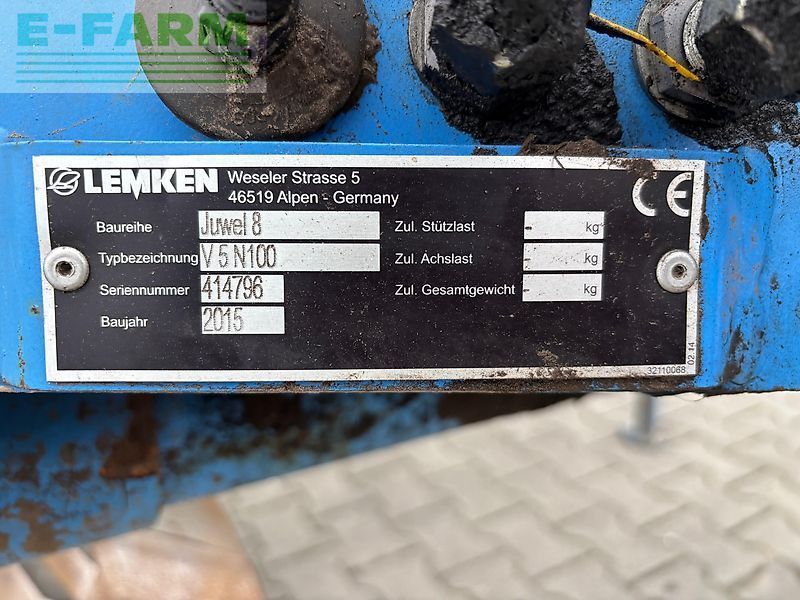 E-FARM
LEMKEN
Weseler Strasse 5
46519 Alpen - Germany
CE
Baureihe Juwel 8 Zul. Stützlast kg
Typbezeichnung V 5 N100 Zul. Achslast kg
Seriennummer 414796 Zul. Gesamtgewicht kg
Baujahr 2015
32110068 02.14